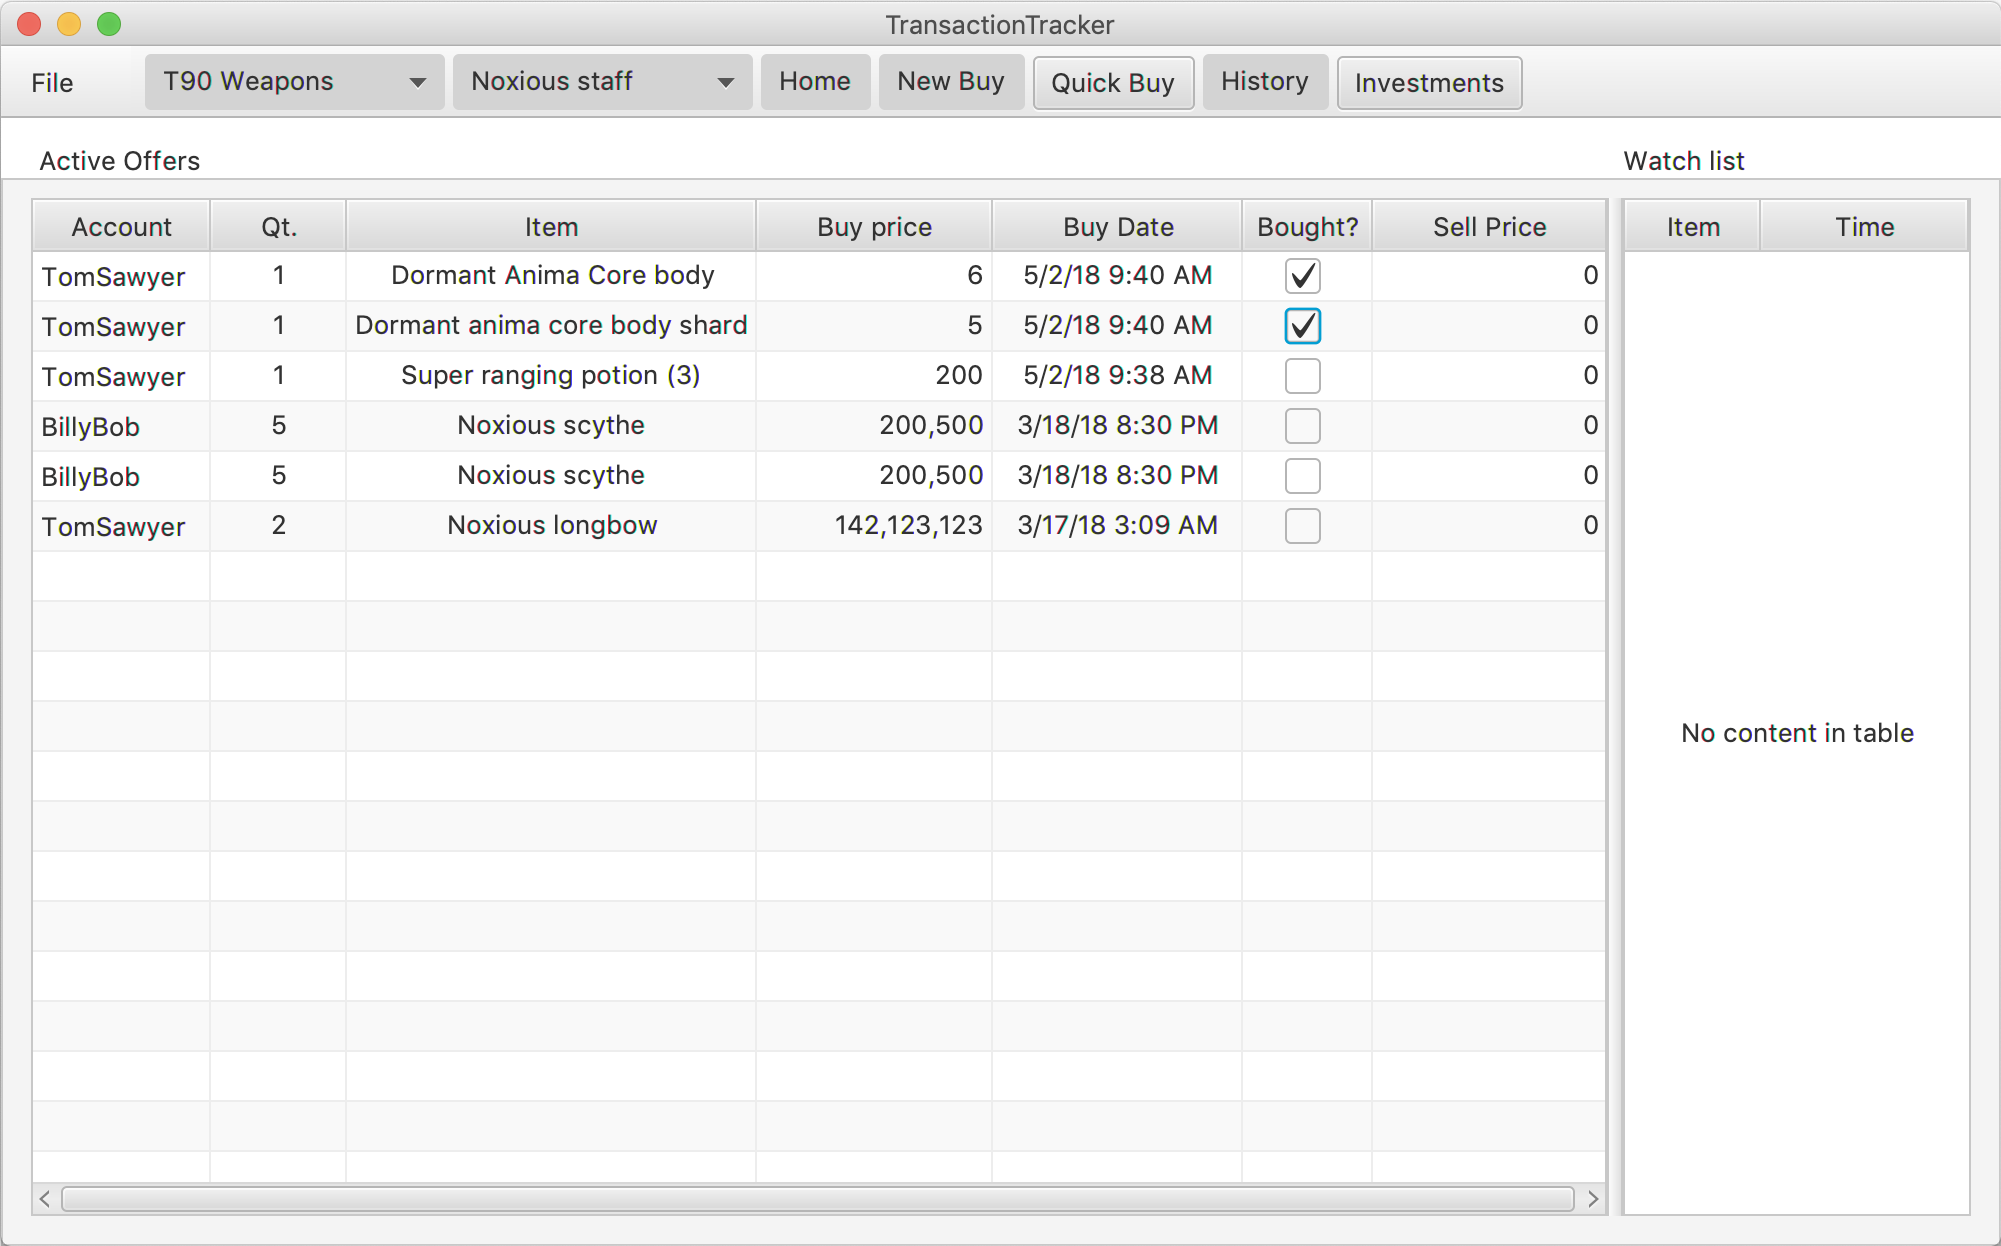 TransactionTracker
File T90 Weapons Noxious staff Home New Buy Quick Buy History Investments
Active Offers Watch list
Account Qt. Item Buy price Buy Date Bought? Sell Price Item Time
TomSawyer 1 Dormant Anima Core body 6 5/2/18 9:40 AM 0
TomSawyer 1 Dormant anima core body shard 5 5/2/18 9:40 AM 0
TomSawyer 1 Super ranging potion (3) 200 5/2/18 9:38 AM 0
BillyBob 5 Noxious scythe 200,500 3/18/18 8:30 PM 0
BillyBob 5 Noxious scythe 200,500 3/18/18 8:30 PM 0
TomSawyer 2 Noxious longbow 142,123,123 3/17/18 3:09 AM 0
No content in table